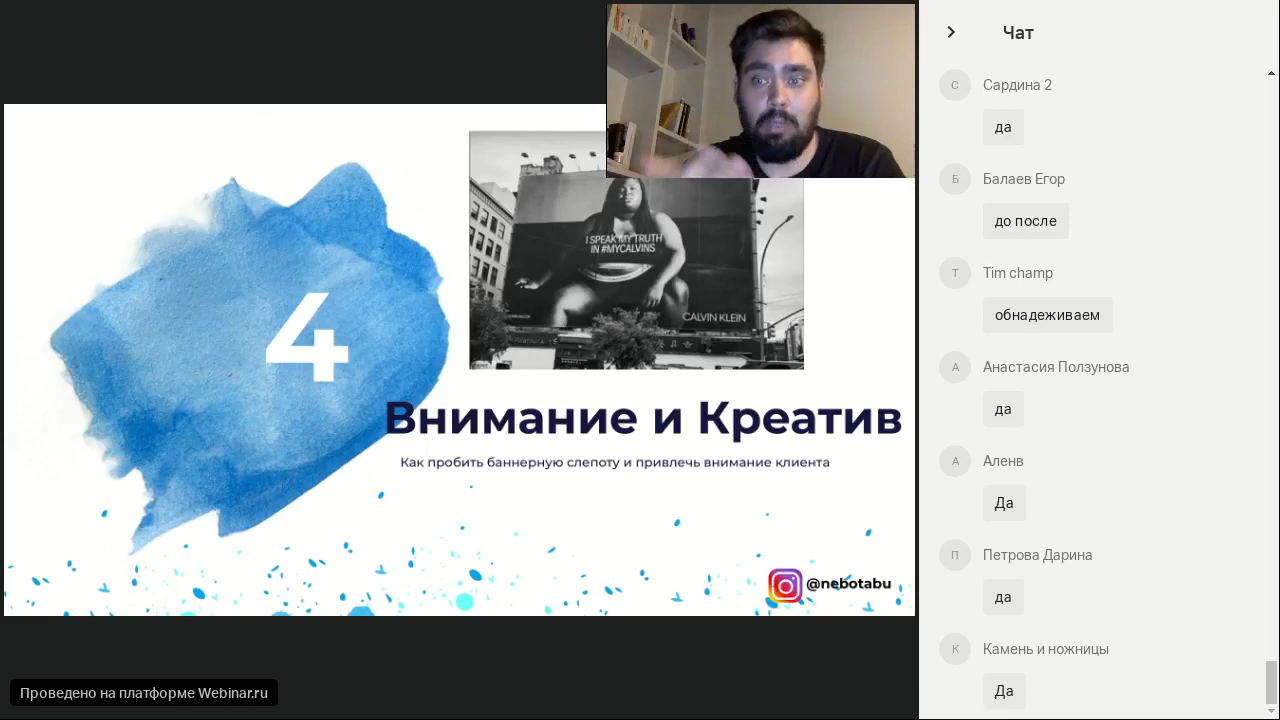 I SPEAK MY TRUTH
IN #MYCALVINS
CALVIN KLEIN
4
Внимание и Креатив
Как пробить баннерную слепоту и привлечь внимание клиента
@nebotabu
Проведено на платформе Webinar.ru
Чат
С
Сардина 2
да
Б
Балаев Егор
до после
T
Tim champ
обнадеживаем
А
Анастасия Ползунова
да
А
Аленв
Да
П
Петрова Дарина
да
К
Камень и ножницы
Да